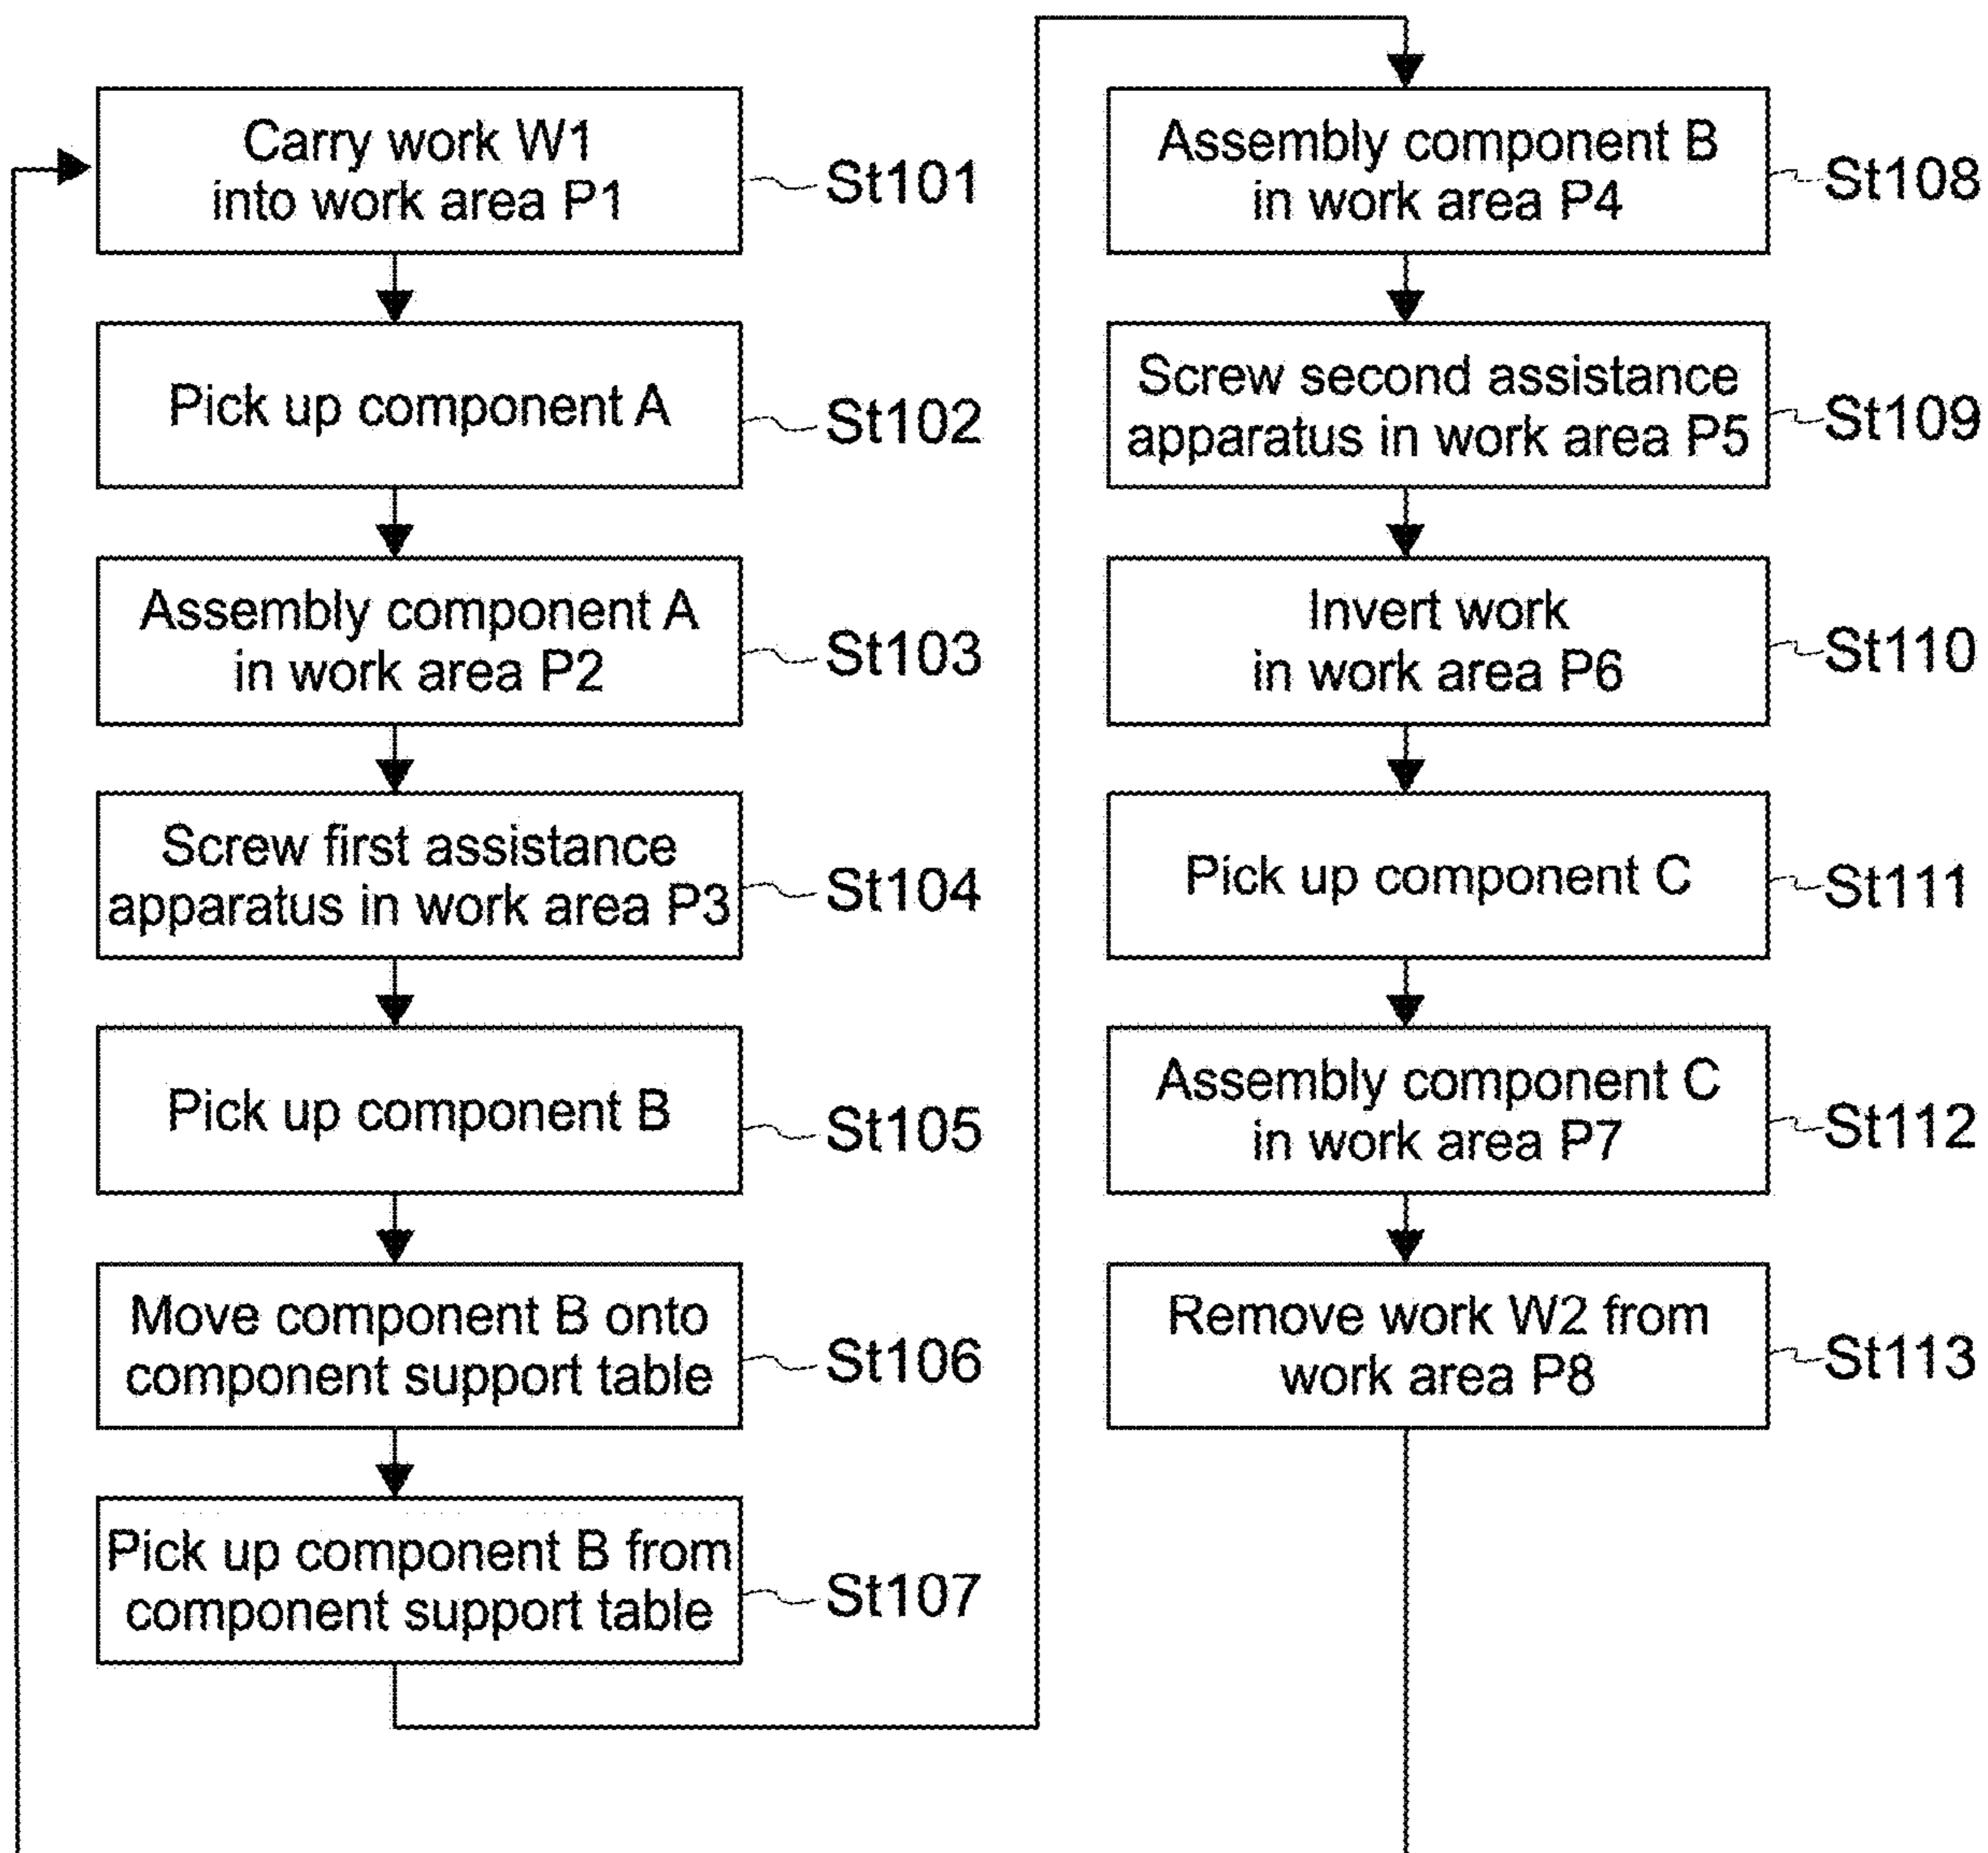 Carry work W1
into work area P1
St101
Pick up component A
St102
Assembly component A
in work area P2
St103
Screw first assistance
apparatus in work area P3
St104
Pick up component B
St105
Move component B onto
component support table
St106
Pick up component B from
component support table
St107
Assembly component B
in work area P4
St108
Screw second assistance
apparatus in work area P5
St109
Invert work
in work area P6
St110
Pick up component C
St111
Assembly component C
in work area P7
St112
Remove work W2 from
work area P8
St113